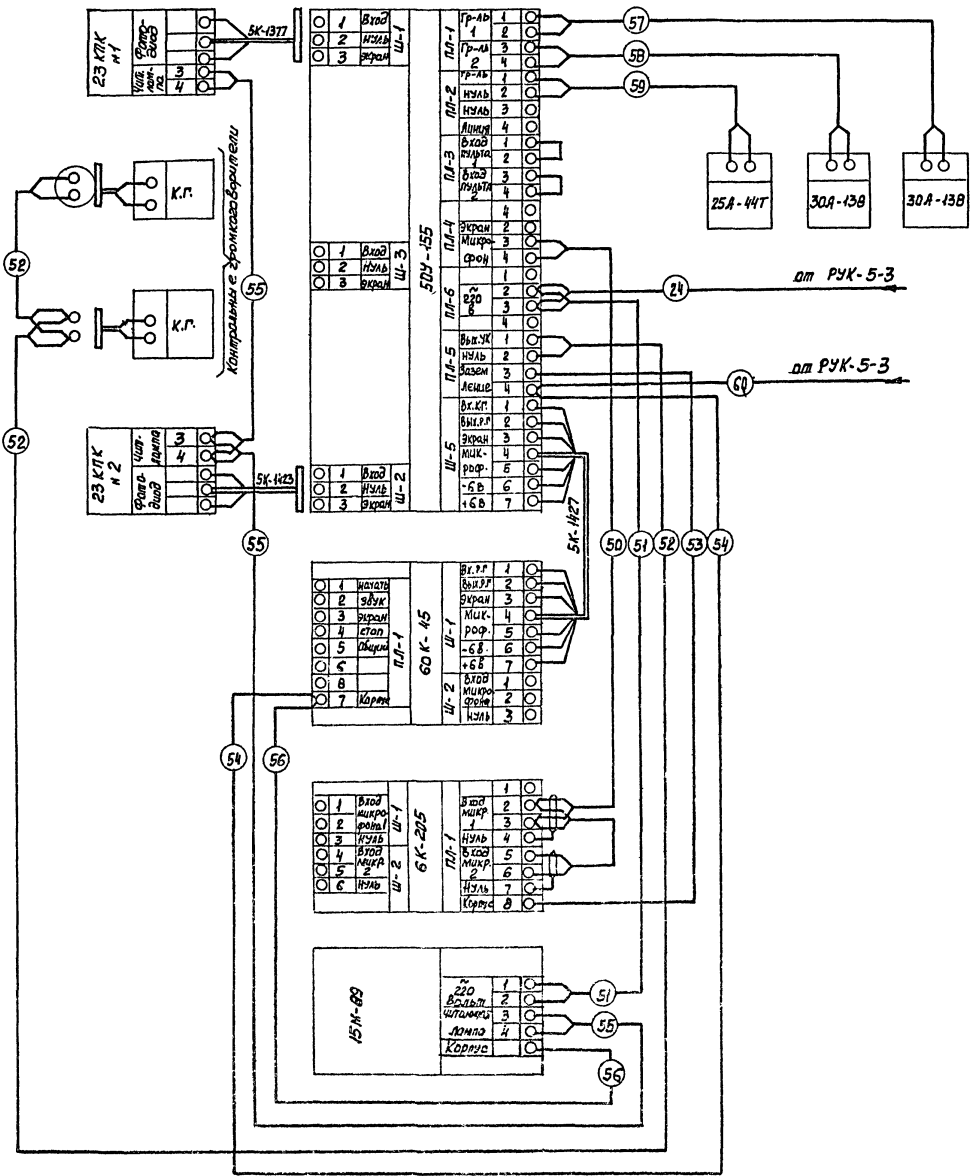 23 КПК
н1
Фото-
диод
Чит.
лам-
па
3
4
5К-1377
1 Вход
2 Нуль
3 Экран
Ш-1
Гр-ль
1
1
2
Гр-ль
2
3
4
ПЛ-1
Гр-ль 1
Нуль 2
Нуль 3
Линия 4
ПЛ-2
Вход
пульта
1
1
2
Вход
пульта
2
3
4
ПЛ-3
4
Экран 2
Микро- 3
фон 4
ПЛ-4
1
2
~
220
В
3
4
ПЛ-6
Вых.УК 1
Нуль 2
Зазем 3
ление 4
ПЛ-5
Вх.КГ. 1
Вых.РГ 2
Экран 3
Мик- 4
роф. 5
-6В 6
+6В 7
Ш-5
50У-155
1 Вход
2 Нуль
3 Экран
Ш-3
1 Вход
2 Нуль
3 Экран
Ш-2
57
58
59
25А-44Т
30А-13В
30А-13В
К.Г.
К.Г.
Контрольные громкоговорители
52
52
55
24
от РУК-5-3
60
от РУК-5-3
23 КПК
н 2
Чит.
лампа
3
4
Фото-
диод
5К-1423
55
5К-1427
50
51
52
53
54
1 Начать
2 Звук
3 Экран
4 Стоп
5 Общий
6
8
7 Корпус
ПЛ-1
60К-45
Ш-1
Вх.Р.Г 1
Вых.РГ 2
Экран 3
Мик- 4
роф. 5
-6В. 6
+6В 7
Ш-2
Вход 1
микро-
фона 2
Нуль 3
54
56
1 Вход
микро-
2 фона1
3 Нуль
Ш-1
4 Вход
5 микр.
2
6 Нуль
Ш-2
6К-205
ПЛ-1
1
Вход 2
микр.
1 3
Нуль 4
Вход 5
микр.
2 6
Нуль 7
Корпус 8
15М-89
~
220 1
Вольт 2
3
лампа 4
Корпус
51
55
56